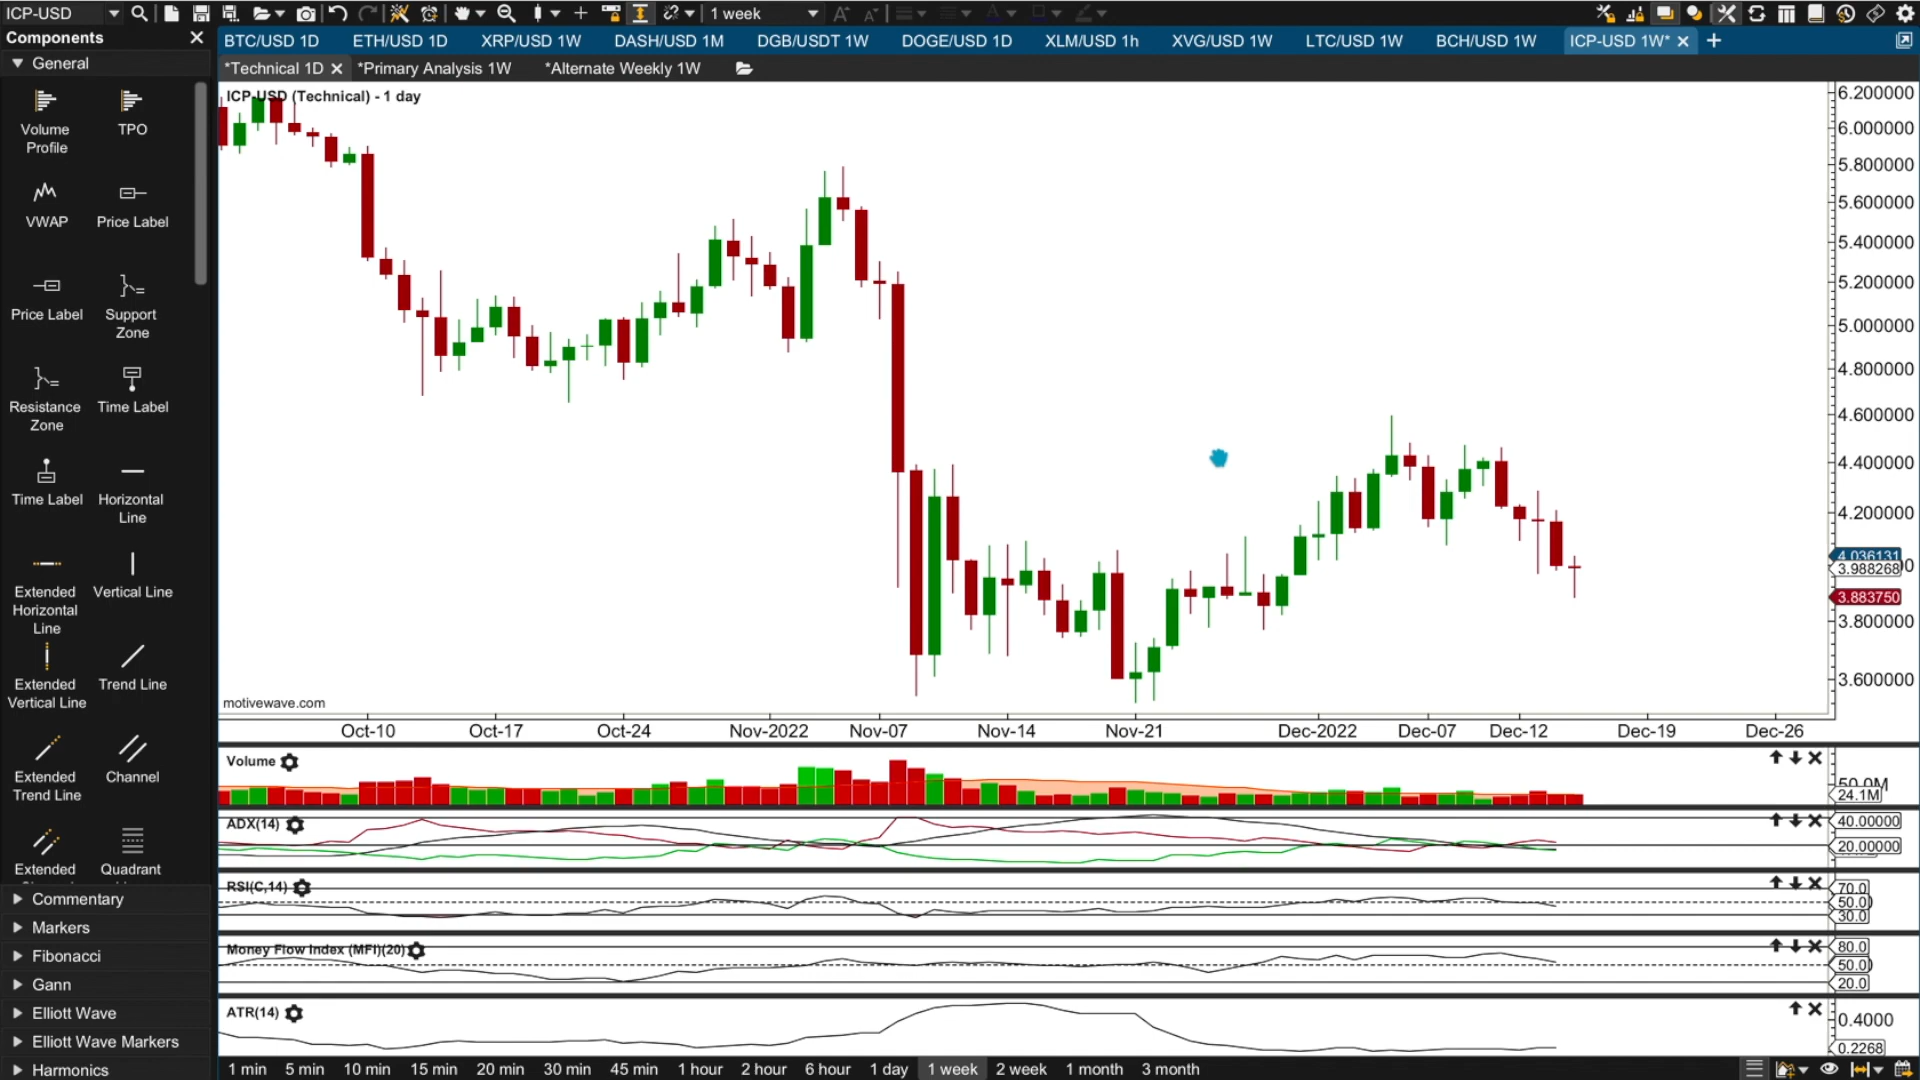 ICP-USD
1 week
Components
General
BTC/USD 1D
ETH/USD 1D
XRP/USD 1W
DASH/USD 1M
DGB/USDT 1W
DOGE/USD 1D
XLM/USD 1h
XVG/USD 1W
LTC/USD 1W
BCH/USD 1W
ICP-USD 1W*
*Technical 1D
*Primary Analysis 1W
*Alternate Weekly 1W
Volume Profile
TPO
VWAP
Price Label
Price Label
Support Zone
Resistance Zone
Time Label
Time Label
Horizontal Line
Extended Horizontal Line
Vertical Line
Extended Vertical Line
Trend Line
Extended Trend Line
Channel
Extended
Quadrant
Commentary
Markers
Fibonacci
Gann
Elliott Wave
Elliott Wave Markers
Harmonics
ICP-USD (Technical) - 1 day
6.200000
6.000000
5.800000
5.600000
5.400000
5.200000
5.000000
4.800000
4.600000
4.400000
4.200000
4.036131
3.988268
3.883750
3.800000
3.600000
motivewave.com
Oct-10
Oct-17
Oct-24
Nov-2022
Nov-07
Nov-14
Nov-21
Dec-2022
Dec-07
Dec-12
Dec-19
Dec-26
Volume
50.0M
24.1M
ADX(14)
40.00000
20.00000
RSI(C,14)
70.0
50.0
30.0
Money Flow Index (MFI)(20)
80.0
50.0
20.0
ATR(14)
0.4000
0.2268
1 min
5 min
10 min
15 min
20 min
30 min
45 min
1 hour
2 hour
6 hour
1 day
1 week
2 week
1 month
3 month